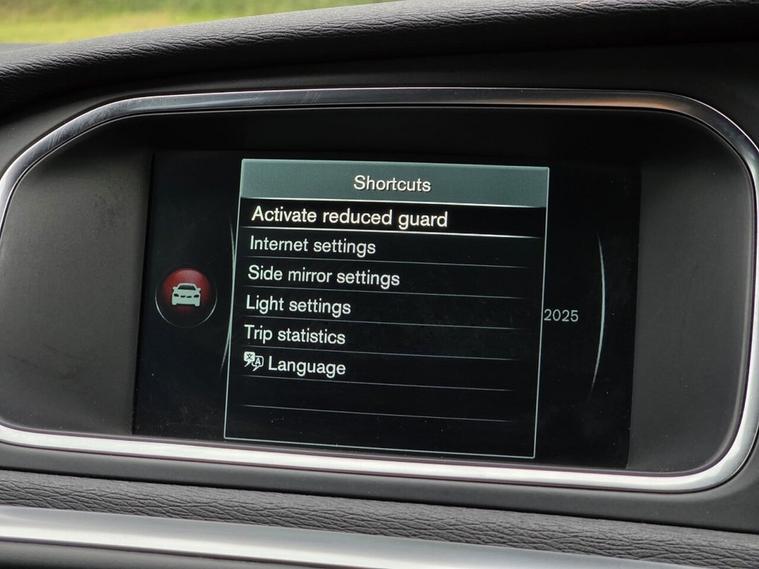 Shortcuts
Activate reduced guard
Internet settings
Side mirror settings
Light settings
2025
Trip statistics
Language